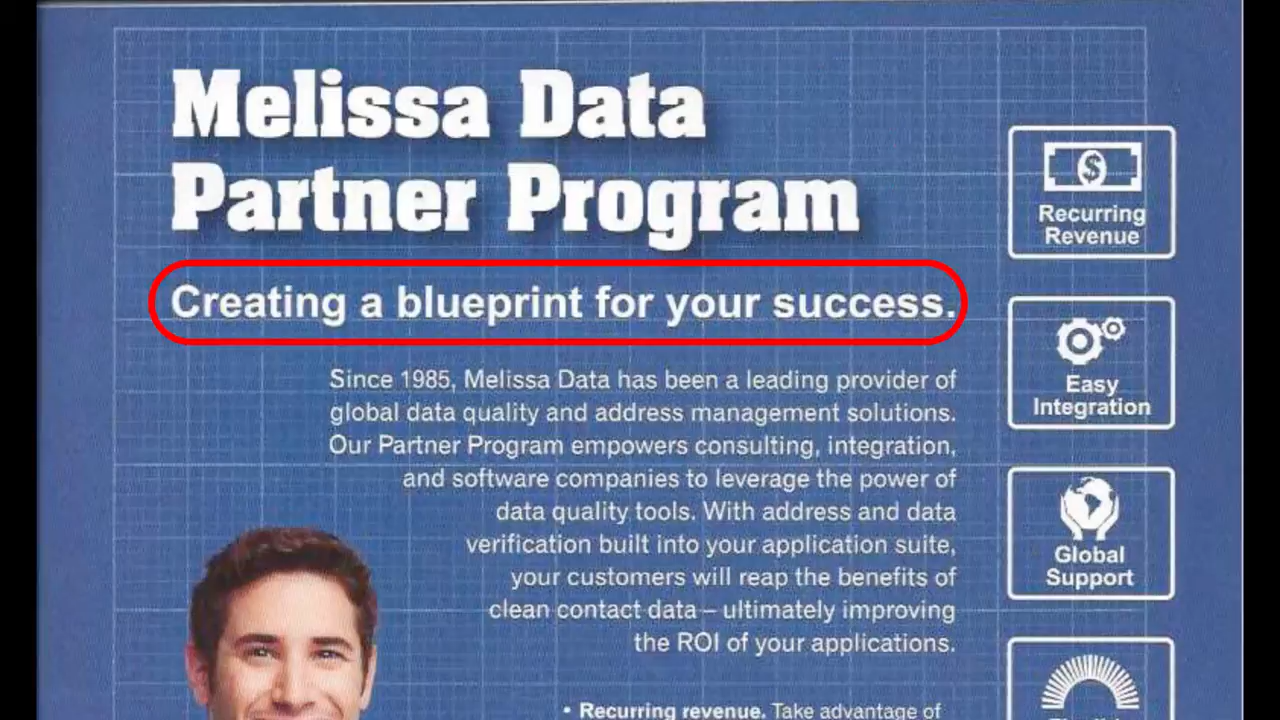 Melissa Data
Partner Program
Creating a blueprint for your success.
Since 1985, Melissa Data has been a leading provider of
global data quality and address management solutions.
Our Partner Program empowers consulting, integration,
and software companies to leverage the power of
data quality tools. With address and data
verification built into your application suite,
your customers will reap the benefits of
clean contact data – ultimately improving
the ROI of your applications.
• Recurring revenue. Take advantage of
$
Recurring
Revenue
Easy
Integration
Global
Support